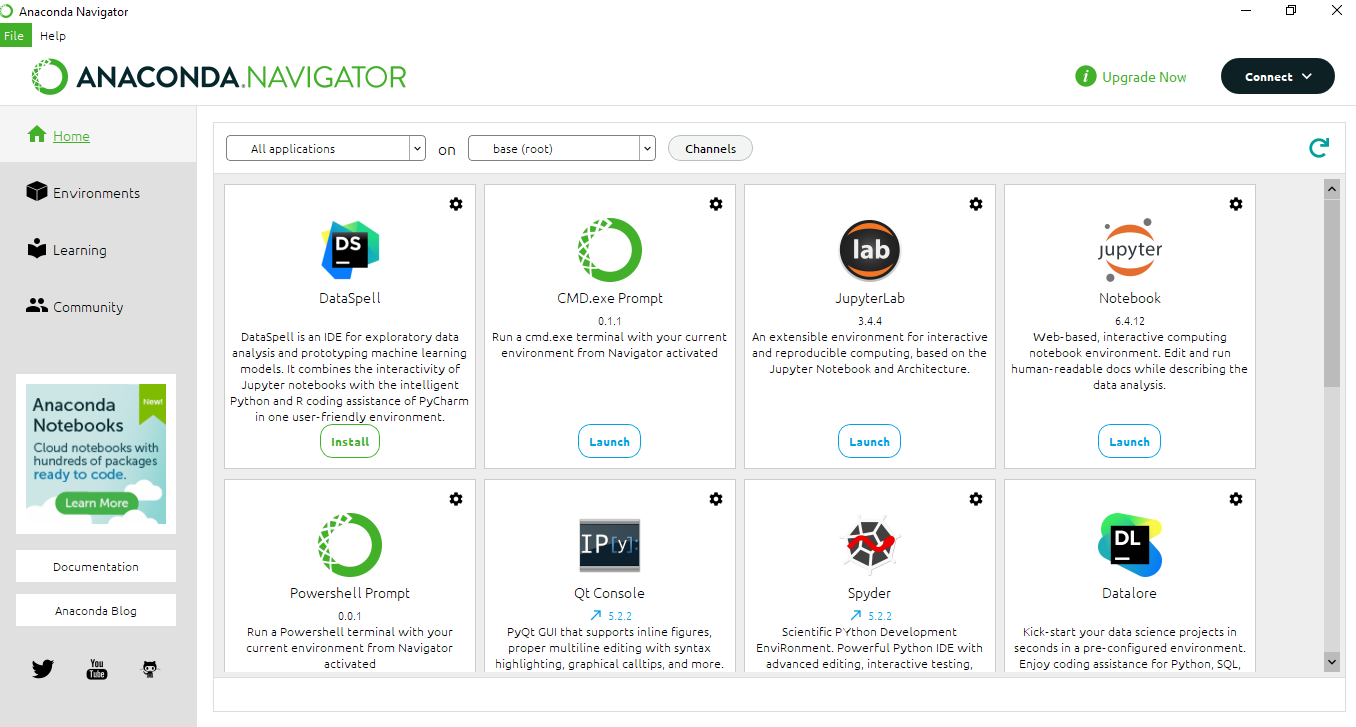 Anaconda Navigator
File Help
ANACONDA.NAVIGATOR
i Upgrade Now
Connect
Home
Environments
Learning
Community
Anaconda
Notebooks
New!
Cloud notebooks with
hundreds of packages
ready to code.
Learn More
Documentation
Anaconda Blog
You
Tube
All applications on base (root) Channels
DS
DataSpell
DataSpell is an IDE for exploratory data
analysis and prototyping machine learning
models. It combines the interactivity of
Jupyter notebooks with the intelligent
Python and R coding assistance of PyCharm
in one user-friendly environment.
Install
CMD.exe Prompt
0.1.1
Run a cmd.exe terminal with your current
environment from Navigator activated
Launch
lab
JupyterLab
3.4.4
An extensible environment for interactive
and reproducible computing, based on the
Jupyter Notebook and Architecture.
Launch
jupyter
Notebook
6.4.12
Web-based, interactive computing
notebook environment. Edit and run
human-readable docs while describing the
data analysis.
Launch
Powershell Prompt
0.0.1
Run a Powershell terminal with your
current environment from Navigator
activated
IP[y]:
Qt Console
5.2.2
PyQt GUI that supports inline figures,
proper multiline editing with syntax
highlighting, graphical calltips, and more.
Spyder
5.2.2
Scientific PYthon Development
EnviRonment. Powerful Python IDE with
advanced editing, interactive testing,
DL
Datalore
Kick-start your data science projects in
seconds in a pre-configured environment.
Enjoy coding assistance for Python, SQL,